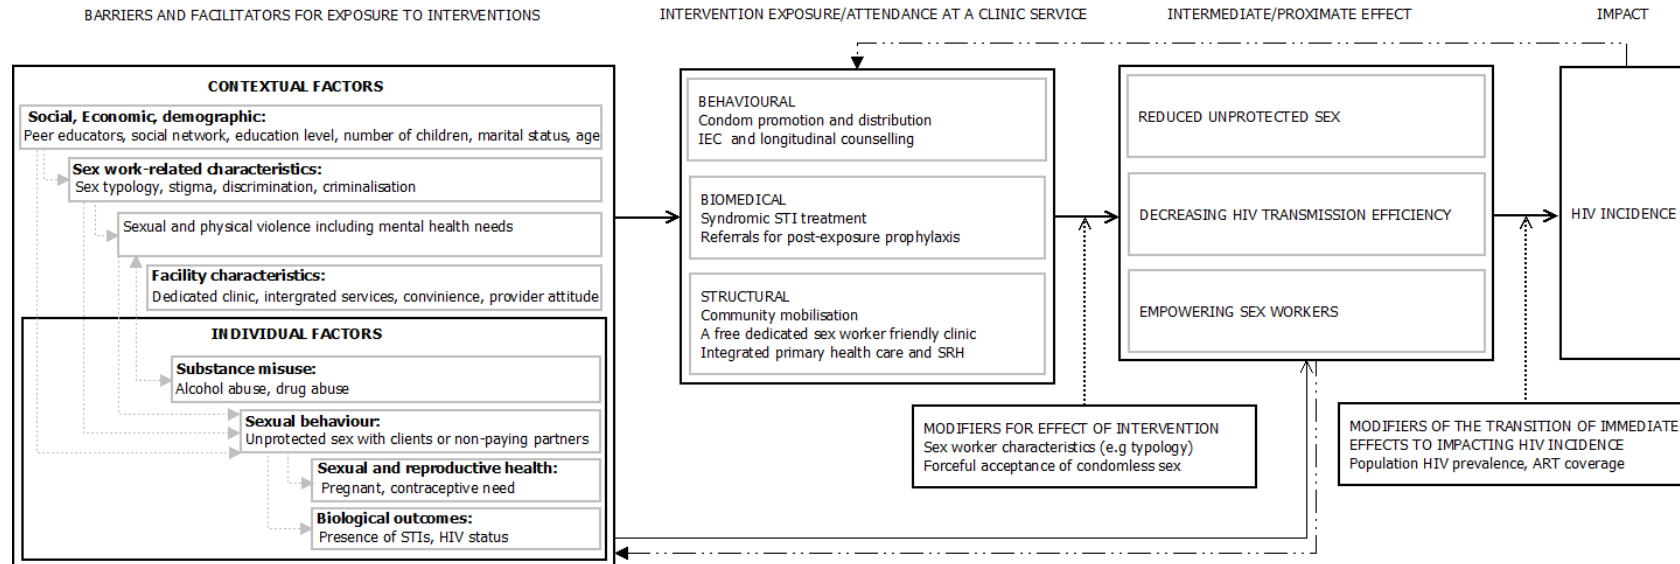 BARRIERS AND FACILITATORS FOR EXPOSURE TO INTERVENTIONS
INTERVENTION EXPOSURE/ATTENDANCE AT A CLINIC SERVICE
INTERMEDIATE/PROXIMATE EFFECT
IMPACT
CONTEXTUAL FACTORS
Social, Economic, demographic:
Peer educators, social network, education level, number of children, marital status, age
Sex work-related characteristics:
Sex typology, stigma, discrimination, criminalisation
Sexual and physical violence including mental health needs
Facility characteristics:
Dedicated clinic, intergrated services, convinience, provider attitude
INDIVIDUAL FACTORS
Substance misuse:
Alcohol abuse, drug abuse
Sexual behaviour:
Unprotected sex with clients or non-paying partners
Sexual and reproductive health:
Pregnant, contraceptive need
Biological outcomes:
Presence of STIs, HIV status
BEHAVIOURAL
Condom promotion and distribution
IEC and longitudinal counselling
BIOMEDICAL
Syndromic STI treatment
Referrals for post-exposure prophylaxis
STRUCTURAL
Community mobilisation
A free dedicated sex worker friendly clinic
Integrated primary health care and SRH
MODIFIERS FOR EFFECT OF INTERVENTION
Sex worker characteristics (e.g typology)
Forceful acceptance of condomless sex
REDUCED UNPROTECTED SEX
DECREASING HIV TRANSMISSION EFFICIENCY
EMPOWERING SEX WORKERS
MODIFIERS OF THE TRANSITION OF IMMEDIATE
EFFECTS TO IMPACTING HIV INCIDENCE
Population HIV prevalence, ART coverage
HIV INCIDENCE